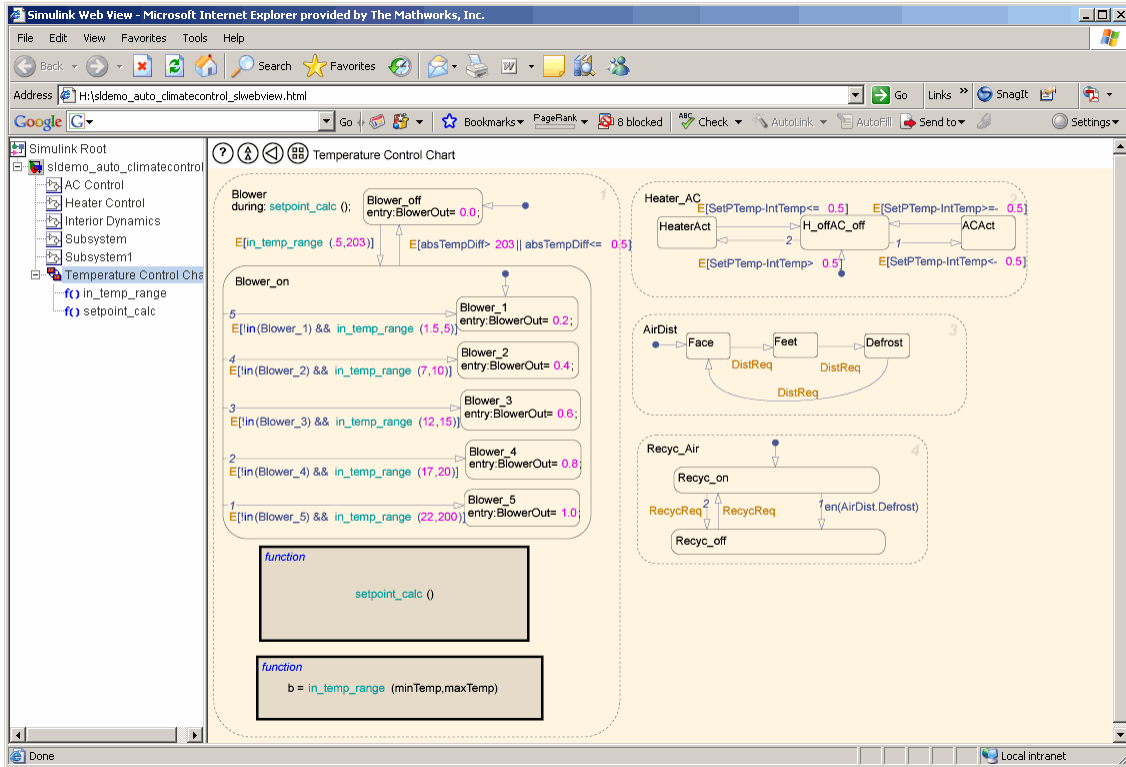 Simulink Web View - Microsoft Internet Explorer provided by The Mathworks, Inc.
File Edit View Favorites Tools Help
Back Search Favorites W
Address H:\sldemo_auto_climatecontrol_slwebview.html Go Links » SnagIt
Google G Go Bookmarks PageRank 8 blocked ABC Check AutoLink AutoFill Send to Settings
Simulink Root
sldemo_auto_climatecontrol
AC Control
Heater Control
Interior Dynamics
Subsystem
Subsystem1
Temperature Control Cha
f() in_temp_range
f() setpoint_calc
? Temperature Control Chart
1
Blower
during: setpoint_calc ();
Blower_off
entry:BlowerOut= 0.0;
E[in_temp_range (.5,203)]
E[absTempDiff> 203 || absTempDiff<= 0.5]
Blower_on
Blower_1
entry:BlowerOut= 0.2;
5
E[!in(Blower_1) && in_temp_range (1.5,5)]
Blower_2
entry:BlowerOut= 0.4;
4
E[!in(Blower_2) && in_temp_range (7,10)]
Blower_3
entry:BlowerOut= 0.6;
3
E[!in(Blower_3) && in_temp_range (12,15)]
Blower_4
entry:BlowerOut= 0.8;
2
E[!in(Blower_4) && in_temp_range (17,20)]
Blower_5
entry:BlowerOut= 1.0
1
E[!in(Blower_5) && in_temp_range (22,200)]
function
setpoint_calc ()
function
b = in_temp_range (minTemp,maxTemp)
Heater_AC
2
E[SetPTemp-IntTemp<= 0.5]
E[SetPTemp-IntTemp>=- 0.5]
HeaterAct
H_offAC_off
ACAct
2
1
E[SetPTemp-IntTemp> 0.5]
E[SetPTemp-IntTemp<- 0.5]
AirDist
3
Face
Feet
Defrost
DistReq
DistReq
DistReq
Recyc_Air
4
Recyc_on
RecycReq
2
RecycReq
1
en(AirDist.Defrost)
Recyc_off
Done
Local intranet